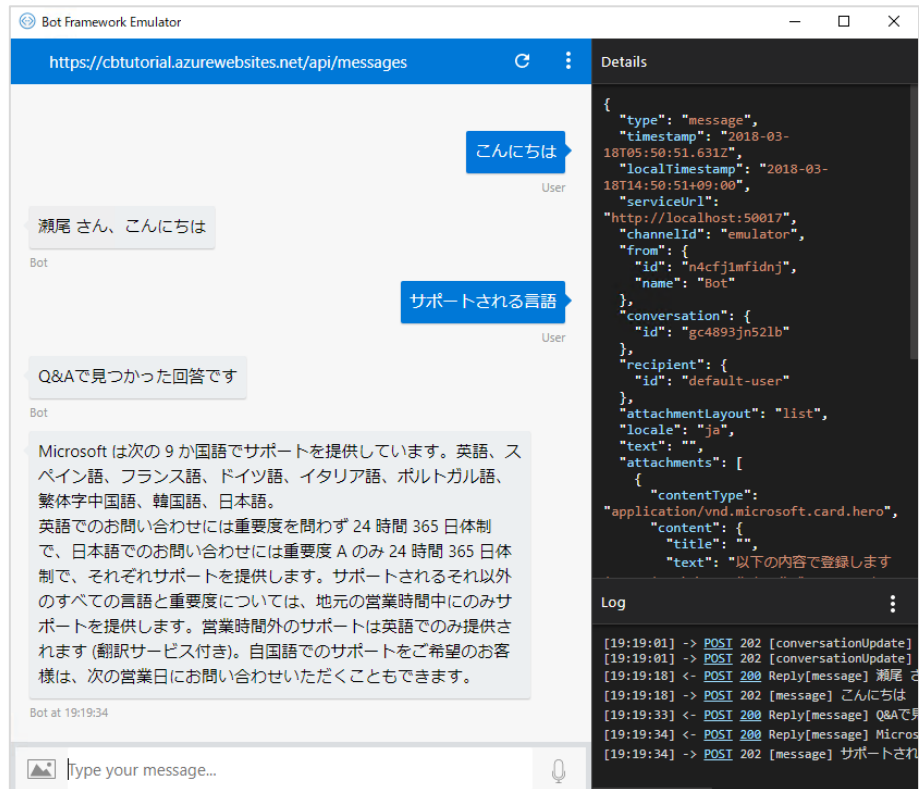 Bot Framework Emulator
https://cbtutorial.azurewebsites.net/api/messages
こんにちは
User
瀬尾 さん、こんにちは
Bot
サポートされる言語
User
Q&Aで見つかった回答です
Bot
Microsoft は次の 9 か国語でサポートを提供しています。英語、ス
ペイン語、フランス語、ドイツ語、イタリア語、ポルトガル語、
繁体字中国語、韓国語、日本語。
英語でのお問い合わせには重要度を問わず 24 時間 365 日体制
で、日本語でのお問い合わせには重要度 A のみ 24 時間 365 日体
制で、それぞれサポートを提供します。サポートされるそれ以外
のすべての言語と重要度については、地元の営業時間中にのみサ
ポートを提供します。営業時間外のサポートは英語でのみ提供さ
れます (翻訳サービス付き)。自国語でのサポートをご希望のお客
様は、次の営業日にお問い合わせいただくこともできます。
Bot at 19:19:34
Type your message...
Details
{
"type": "message",
"timestamp": "2018-03-
18T05:50:51.631Z",
"localTimestamp": "2018-03-
18T14:50:51+09:00",
"serviceUrl":
"http://localhost:50017",
"channelId": "emulator",
"from": {
"id": "n4cfj1mfidnj",
"name": "Bot"
},
"conversation": {
"id": "gc4893jn52lb"
},
"recipient": {
"id": "default-user"
},
"attachmentLayout": "list",
"locale": "ja",
"text": "",
"attachments": [
{
"contentType":
"application/vnd.microsoft.card.hero",
"content": {
"title": "",
"text": "以下の内容で登録します
Log
[19:19:01] -> POST 202 [conversationUpdate]
[19:19:01] -> POST 202 [conversationUpdate]
[19:19:18] <- POST 200 Reply[message] 瀬尾 さ
[19:19:18] -> POST 202 [message] こんにちは
[19:19:33] <- POST 200 Reply[message] Q&Aで見
[19:19:34] <- POST 200 Reply[message] Micros
[19:19:34] -> POST 202 [message] サポートされ